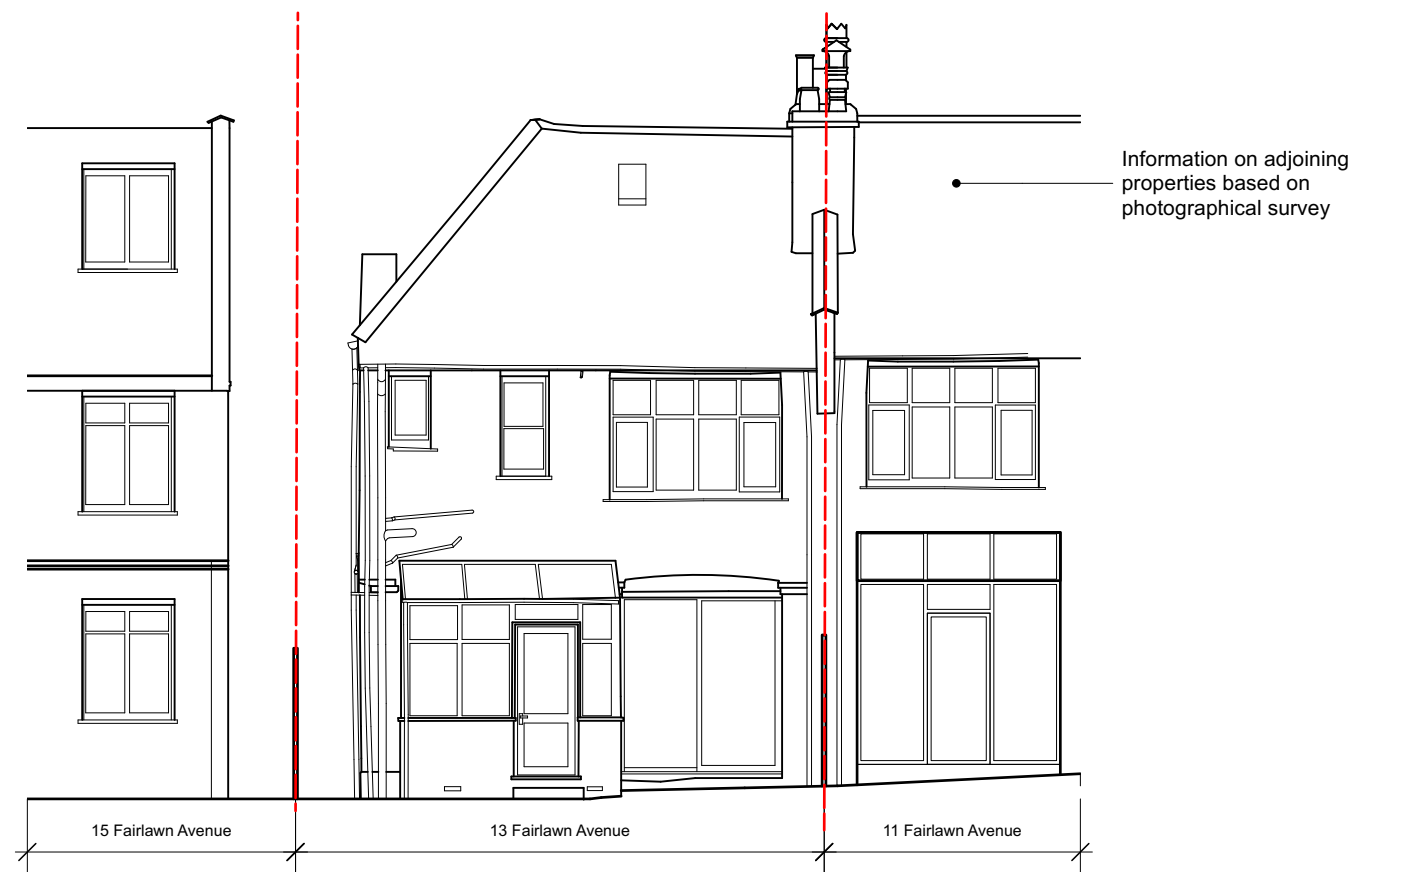 Information on adjoining
properties based on
photographical survey
15 Fairlawn Avenue
13 Fairlawn Avenue
11 Fairlawn Avenue